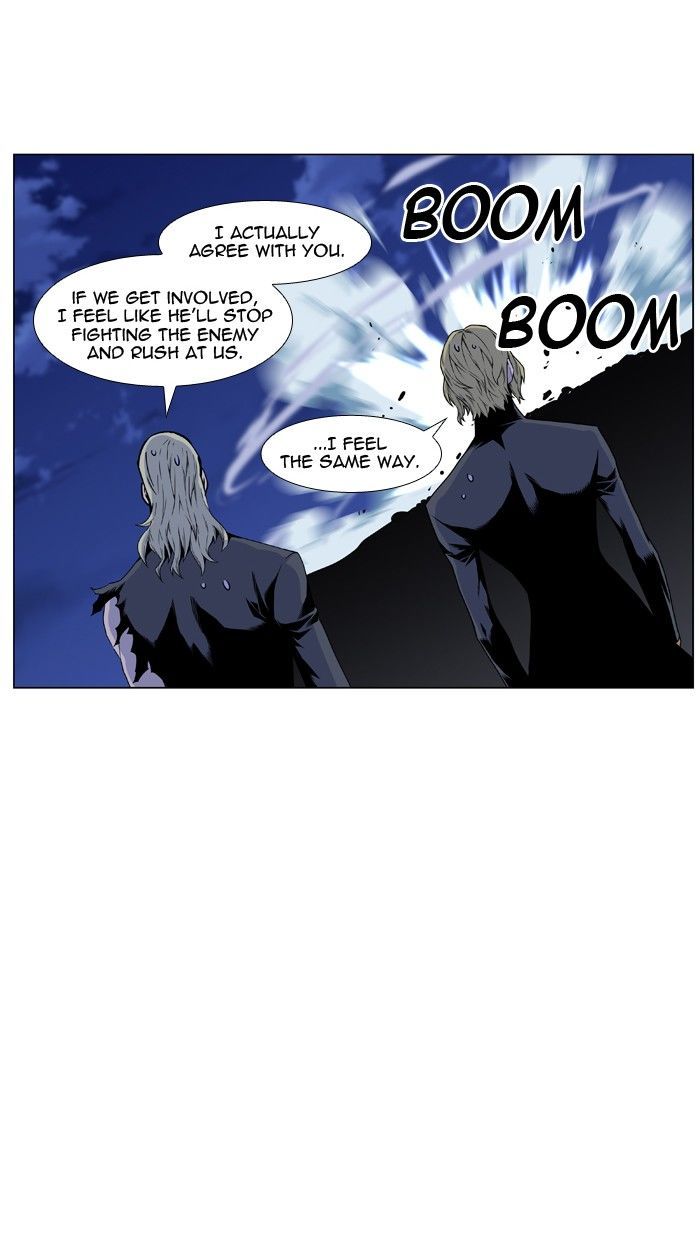 I ACTUALLY
AGREE WITH YOU.
IF WE GET INVOLVED,
I FEEL LIKE HE'LL STOP
FIGHTING THE ENEMY
AND RUSH AT US.
BOOM
BOOM
...I FEEL
THE SAME WAY.